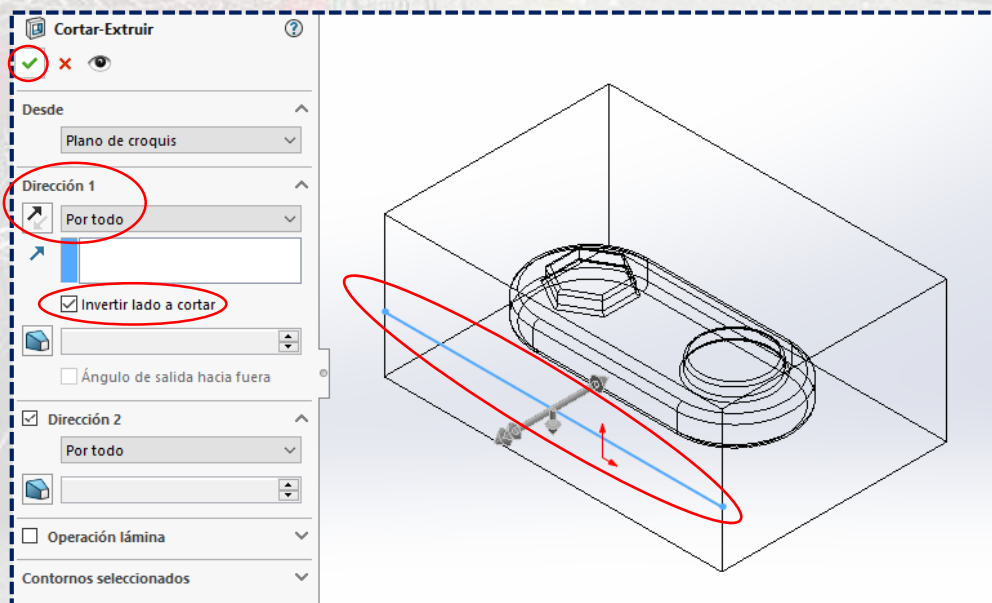 Cortar-Extruir
Desde
Plano de croquis
Dirección 1
Por todo
Invertir lado a cortar
Ángulo de salida hacia fuera
Dirección 2
Por todo
Operación lámina
Contornos seleccionados